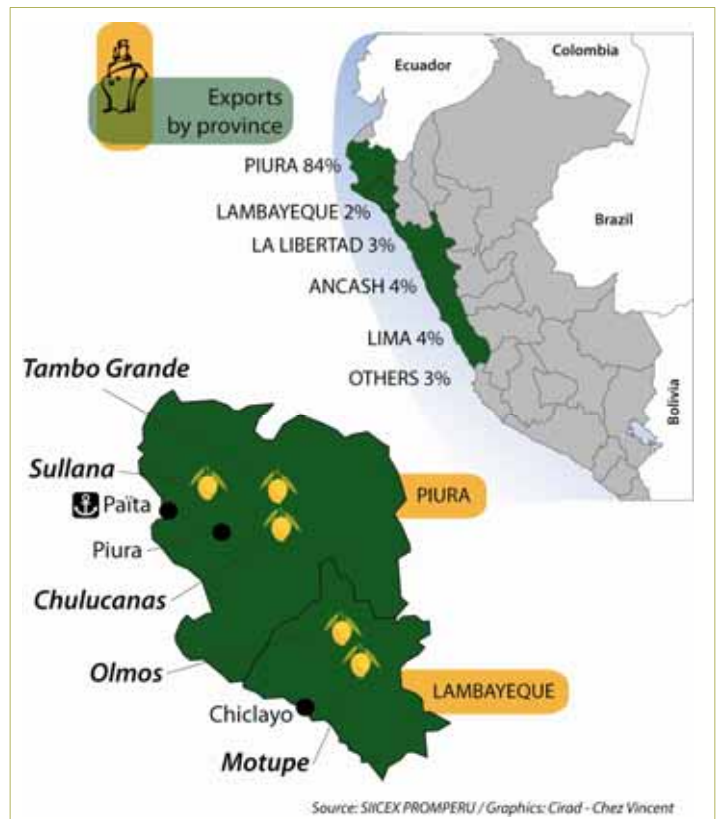 Exports
by province
Ecuador
Colombia
Brazil
Bolivia
PIURA 84%
LAMBAYEQUE 2%
LA LIBERTAD 3%
ANCASH 4%
LIMA 4%
OTHERS 3%
Tambo Grande
Sullana
Païta
Piura
Chulucanas
Olmos
Chiclayo
Motupe
PIURA
LAMBAYEQUE
Source: SIICEX PROMPERU / Graphics: Cirad - Chez Vincent